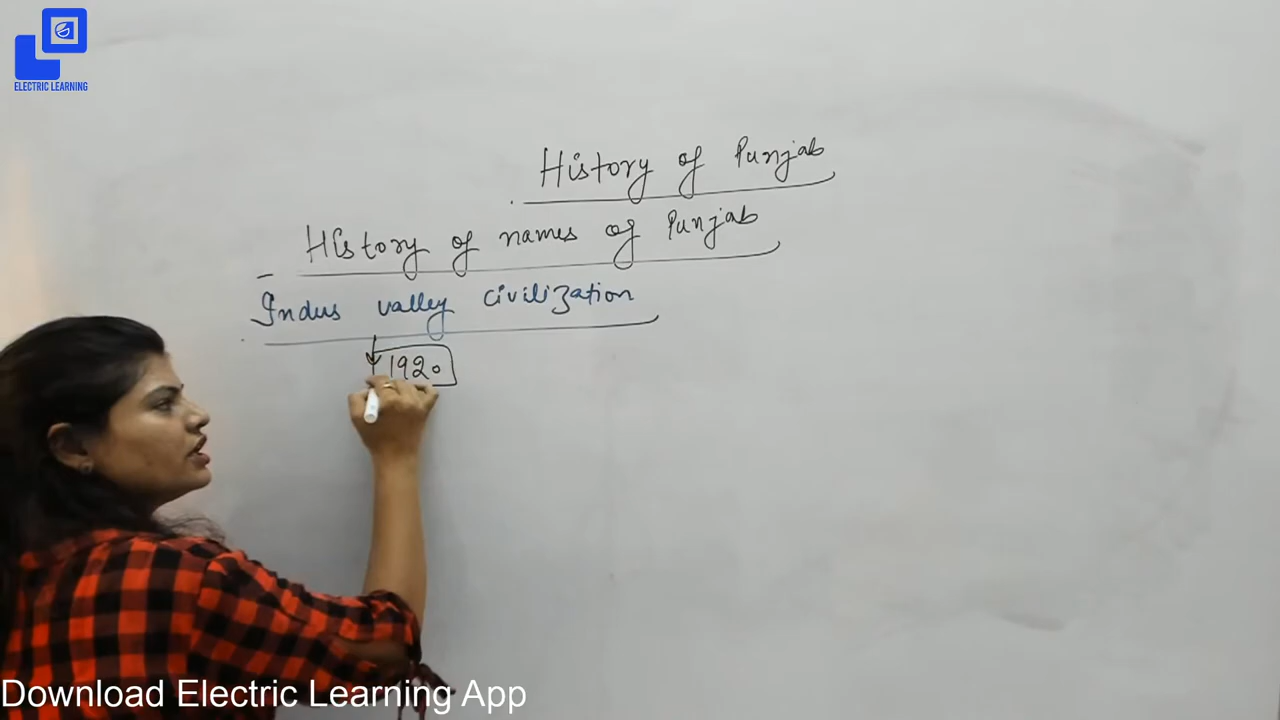 ELECTRIC LEARNING
History of Punjab
History of names of Punjab
Indus valley civilization
1920
Download Electric Learning App